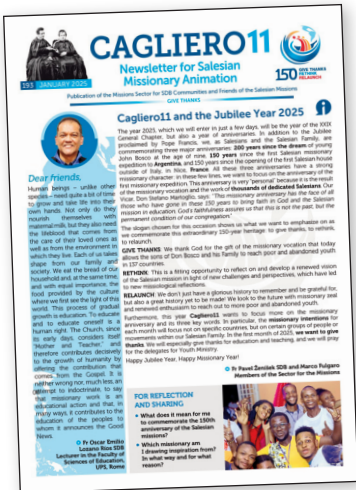 CAGLIERO11
Newsletter for Salesian
Missionary Animation
193 JANUARY 2025
150 GIVE THANKS
RETHINK
RELAUNCH
Publication of the Missions Sector for SDB Communities and Friends of the Salesian Missions
GIVE THANKS
Cagliero11 and the Jubilee Year 2025
The year 2025, which we will enter in just a few days, will be the year of the XXIX
General Chapter, but also a year of anniversaries. In addition to the Jubilee
proclaimed by Pope Francis, we, as Salesians and the Salesian Family, are
commemorating three major anniversaries: 200 years since the dream of young
John Bosco at the age of nine, 150 years since the first Salesian missionary
expedition to Argentina, and 150 years since the opening of the first Salesian house
outside of Italy, in Nice, France. All these three anniversaries have a strong
missionary character: in these few lines, we want to focus on the anniversary of the
first missionary expedition. This anniversary is very "personal" because it is the result
of the missionary vocation and the work of thousands of dedicated Salesians. Our
Vicar, Don Stefano Martoglio, says: "This missionary anniversary has the face of all
those who have gone in these 150 years to bring faith in God and the Salesian
mission in education. God's faithfulness assures us that this is not the past, but the
permanent condition of our congregation."
The slogan chosen for this occasion shows us what we want to emphasise on as
we commemorate this extraordinary 150-year heritage: to give thanks, to rethink,
to relaunch.
GIVE THANKS: We thank God for the gift of the missionary vocation that today
allows the sons of Don Bosco and his Family to reach poor and abandoned youth
in 137 countries.
RETHINK: This is a fitting opportunity to reflect on and develop a renewed vision
of the Salesian mission in light of new challenges and perspectives, which have led
to new missiological reflections.
RELAUNCH: We don't just have a glorious history to remember and be grateful for,
but also a great history yet to be made! We look to the future with missionary zeal
and renewed enthusiasm to reach out to more poor and abandoned youth.
Furthermore, this year Cagliero11 wants to focus more on the missionary
anniversary and its three key words. In particular, the missionary intentions for
each month will focus not on specific countries, but on certain groups of people or
movements within our Salesian Family. In the first month of 2025, we want to give
thanks. We will especially give thanks for education and teaching, and will pray
for the delegates for Youth Ministry.
Happy Jubilee Year, Happy Missionary Year!
Fr Pavel Ženíšek SDB and Marco Fulgaro
Members of the Sector for the Missions
Dear friends,
Human beings – unlike other
species – need quite a lot of time
to grow and take life into their
own hands. Not only do they
nourish themselves with
maternal milk, but they also need
the lifeblood that comes from
the care of their loved ones as
well as from the environment in
which they live. Each of us takes
shape from our family and
society. We eat the bread of our
household and, at the same time
and with equal importance, the
food provided by the culture
where we first see the light of this
world. This process of gradual
growth is education. To educate
and to educate oneself is a
human right. The Church, since
its early days, considers itself
"Mother and Teacher," and
therefore contributes decisively
to the growth of humanity by
offering the contribution that
comes from the Gospel. It is
neither wrong nor, much less, an
attempt to indoctrinate, to say
that missionary work is an
educational action and that, in
many ways, it contributes to the
education of the peoples to
whom it announces the Good
News.
Fr Oscar Emilio
Lozano Ríos SDB
Lecturer in the Faculty of
Sciences of Education,
UPS, Rome
FOR REFLECTION
AND SHARING
• What does it mean for me
to commemorate the 150th
anniversary of the Salesian
missions?
• Which missionary am
I drawing inspiration from?
In what way and for what
reason?